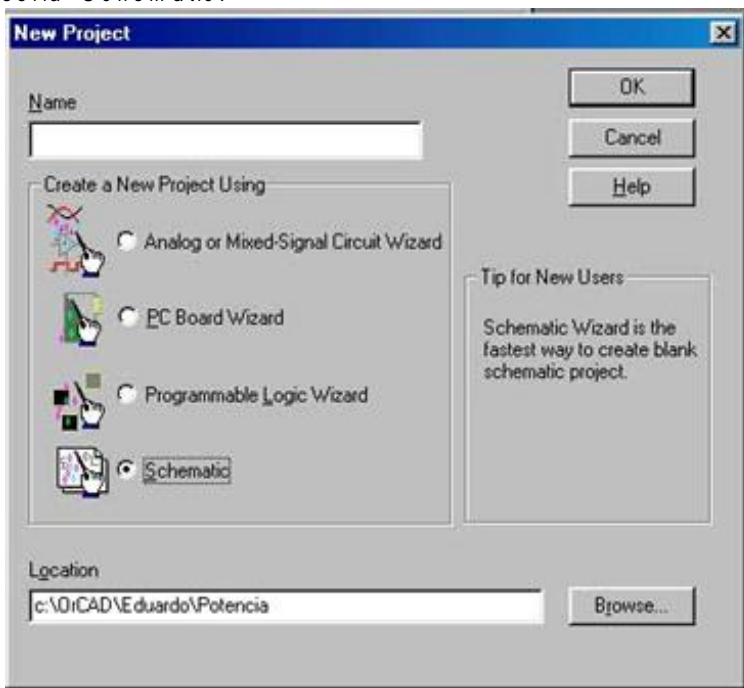 New Project
Name
OK
Cancel
Help
Create a New Project Using
Analog or Mixed-Signal Circuit Wizard
PC Board Wizard
Programmable Logic Wizard
Schematic
Tip for New Users
Schematic Wizard is the
fastest way to create blank
schematic project.
Location
c:\OrCAD\Eduardo\Potencia
Browse...